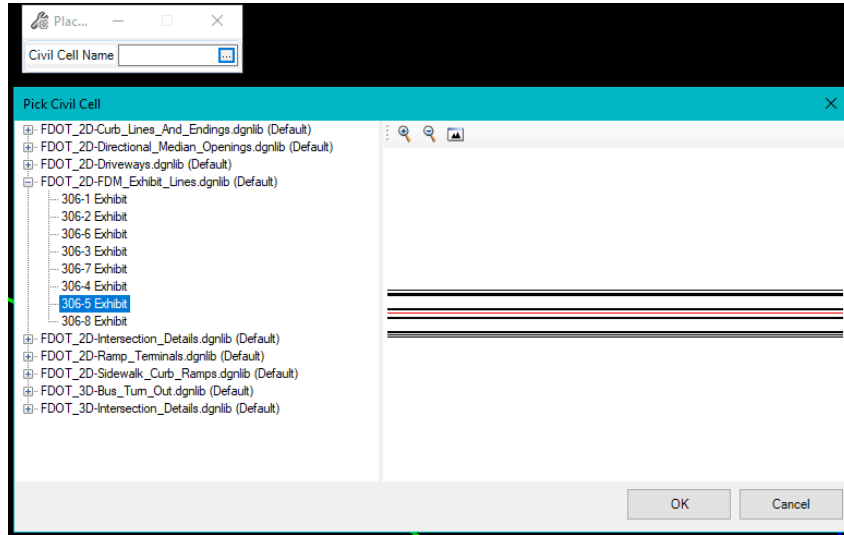 Plac...
Civil Cell Name
...
Pick Civil Cell
FDOT_2D-Curb_Lines_And_Endings.dgnlib (Default)
FDOT_2D-Directional_Median_Openings.dgnlib (Default)
FDOT_2D-Driveways.dgnlib (Default)
FDOT_2D-FDM_Exhibit_Lines.dgnlib (Default)
306-1 Exhibit
306-2 Exhibit
306-6 Exhibit
306-3 Exhibit
306-7 Exhibit
306-4 Exhibit
306-5 Exhibit
306-8 Exhibit
FDOT_2D-Intersection_Details.dgnlib (Default)
FDOT_2D-Ramp_Terminals.dgnlib (Default)
FDOT_2D-Sidewalk_Curb_Ramps.dgnlib (Default)
FDOT_3D-Bus_Turn_Out.dgnlib (Default)
FDOT_3D-Intersection_Details.dgnlib (Default)
OK
Cancel